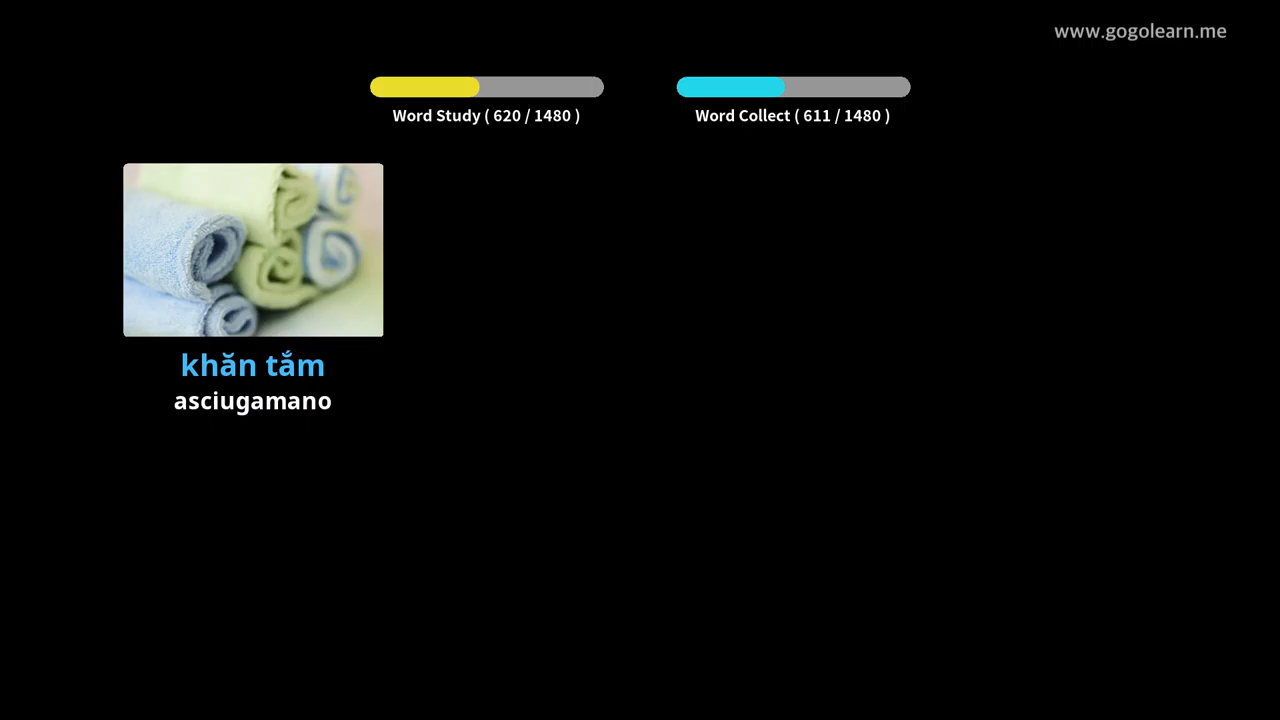 www.gogolearn.me
Word Study ( 620 / 1480 )
Word Collect ( 611 / 1480 )
khăn tắm
asciugamano